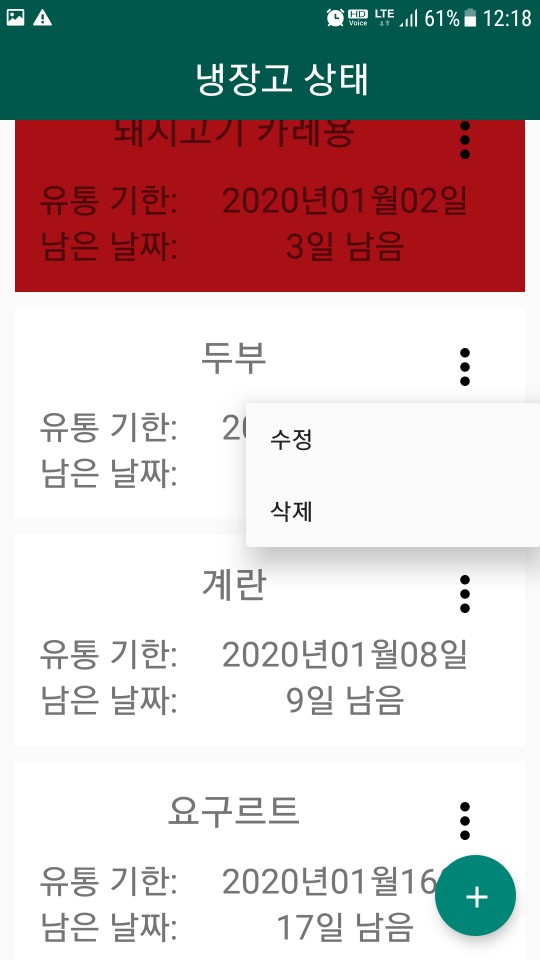 HD Voice LTE 61% 12:18
냉장고 상태
돼지고기 카레용
유통 기한: 2020년01월02일
남은 날짜: 3일 남음
두부
유통 기한:
수정
남은 날짜:
삭제
계란
유통 기한: 2020년01월08일
남은 날짜: 9일 남음
요구르트
유통 기한: 2020년01월16
남은 날짜: 17일 남음
+